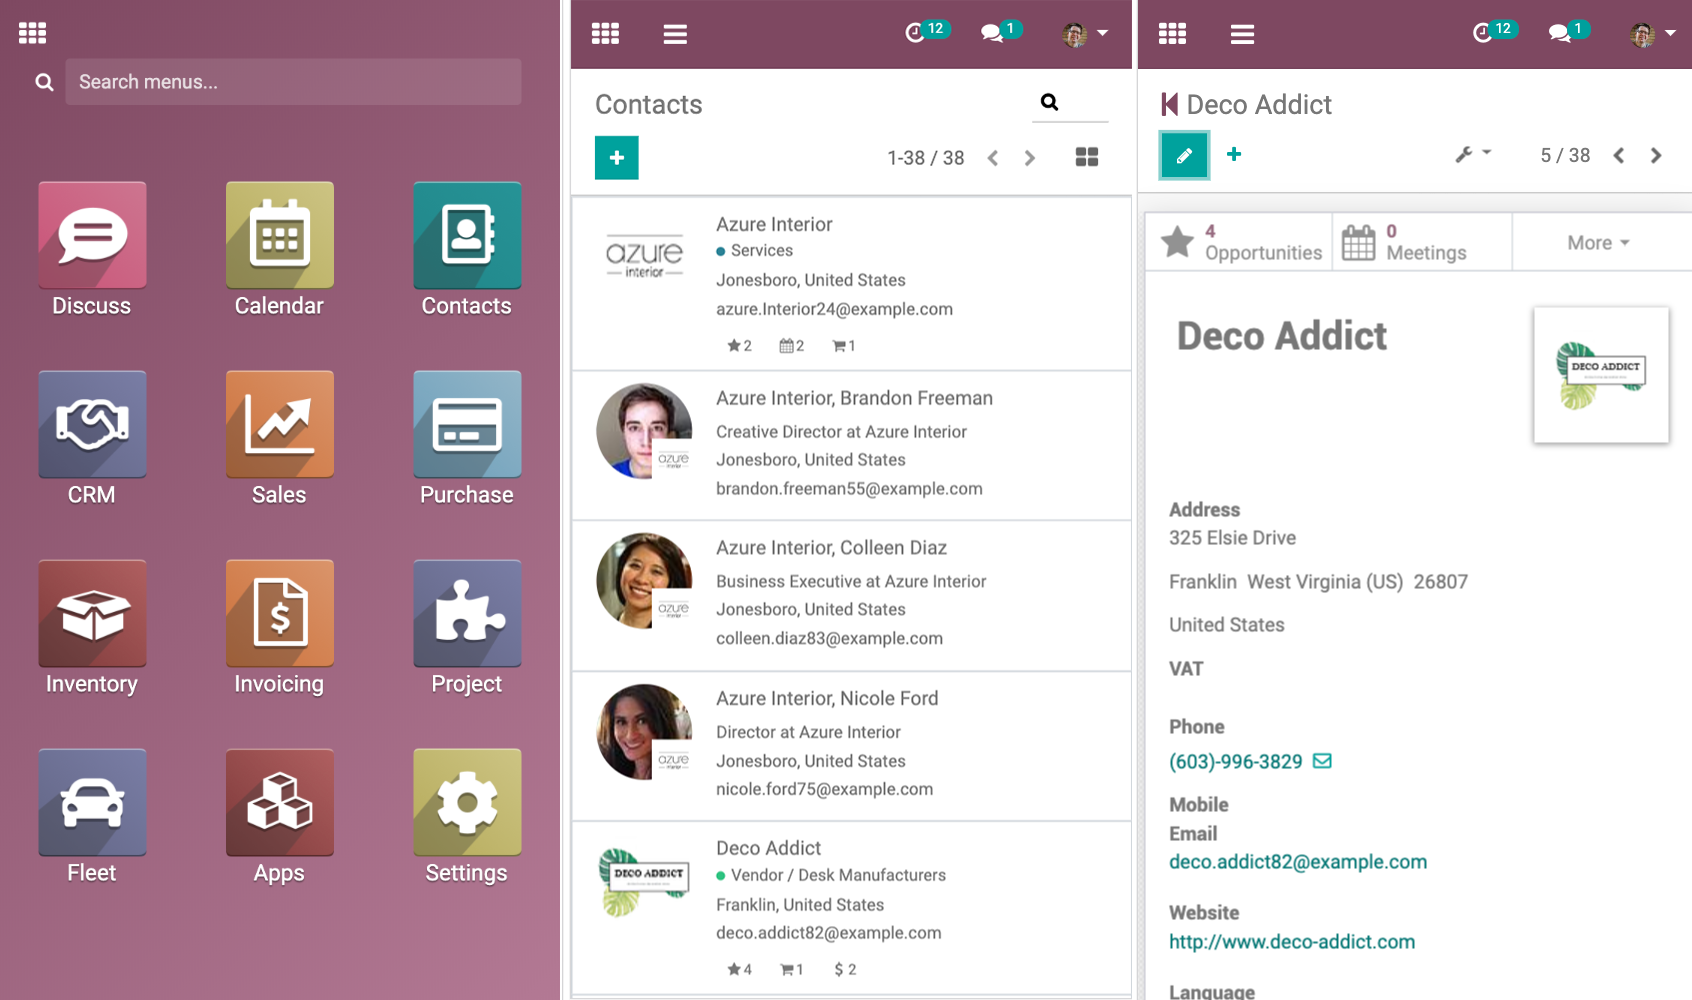 Search menus...
Discuss
Calendar
Contacts
CRM
Sales
Purchase
Inventory
Invoicing
Project
Fleet
Apps
Settings
12
1
Contacts
1-38 / 38
azure
interior
Azure Interior
Services
Jonesboro, United States
azure.Interior24@example.com
2 2 1
Azure Interior, Brandon Freeman
Creative Director at Azure Interior
Jonesboro, United States
brandon.freeman55@example.com
azure
interior
Azure Interior, Colleen Diaz
Business Executive at Azure Interior
Jonesboro, United States
colleen.diaz83@example.com
azure
interior
Azure Interior, Nicole Ford
Director at Azure Interior
Jonesboro, United States
nicole.ford75@example.com
azure
interior
DECO ADDICT
Deco Addict
Vendor / Desk Manufacturers
Franklin, United States
deco.addict82@example.com
4 1 $ 2
12
1
Deco Addict
5 / 38
4
Opportunities
0
Meetings
More
Deco Addict
DECO ADDICT
Address
325 Elsie Drive
Franklin West Virginia (US) 26807
United States
VAT
Phone
(603)-996-3829
Mobile
Email
deco.addict82@example.com
Website
http://www.deco-addict.com
Language